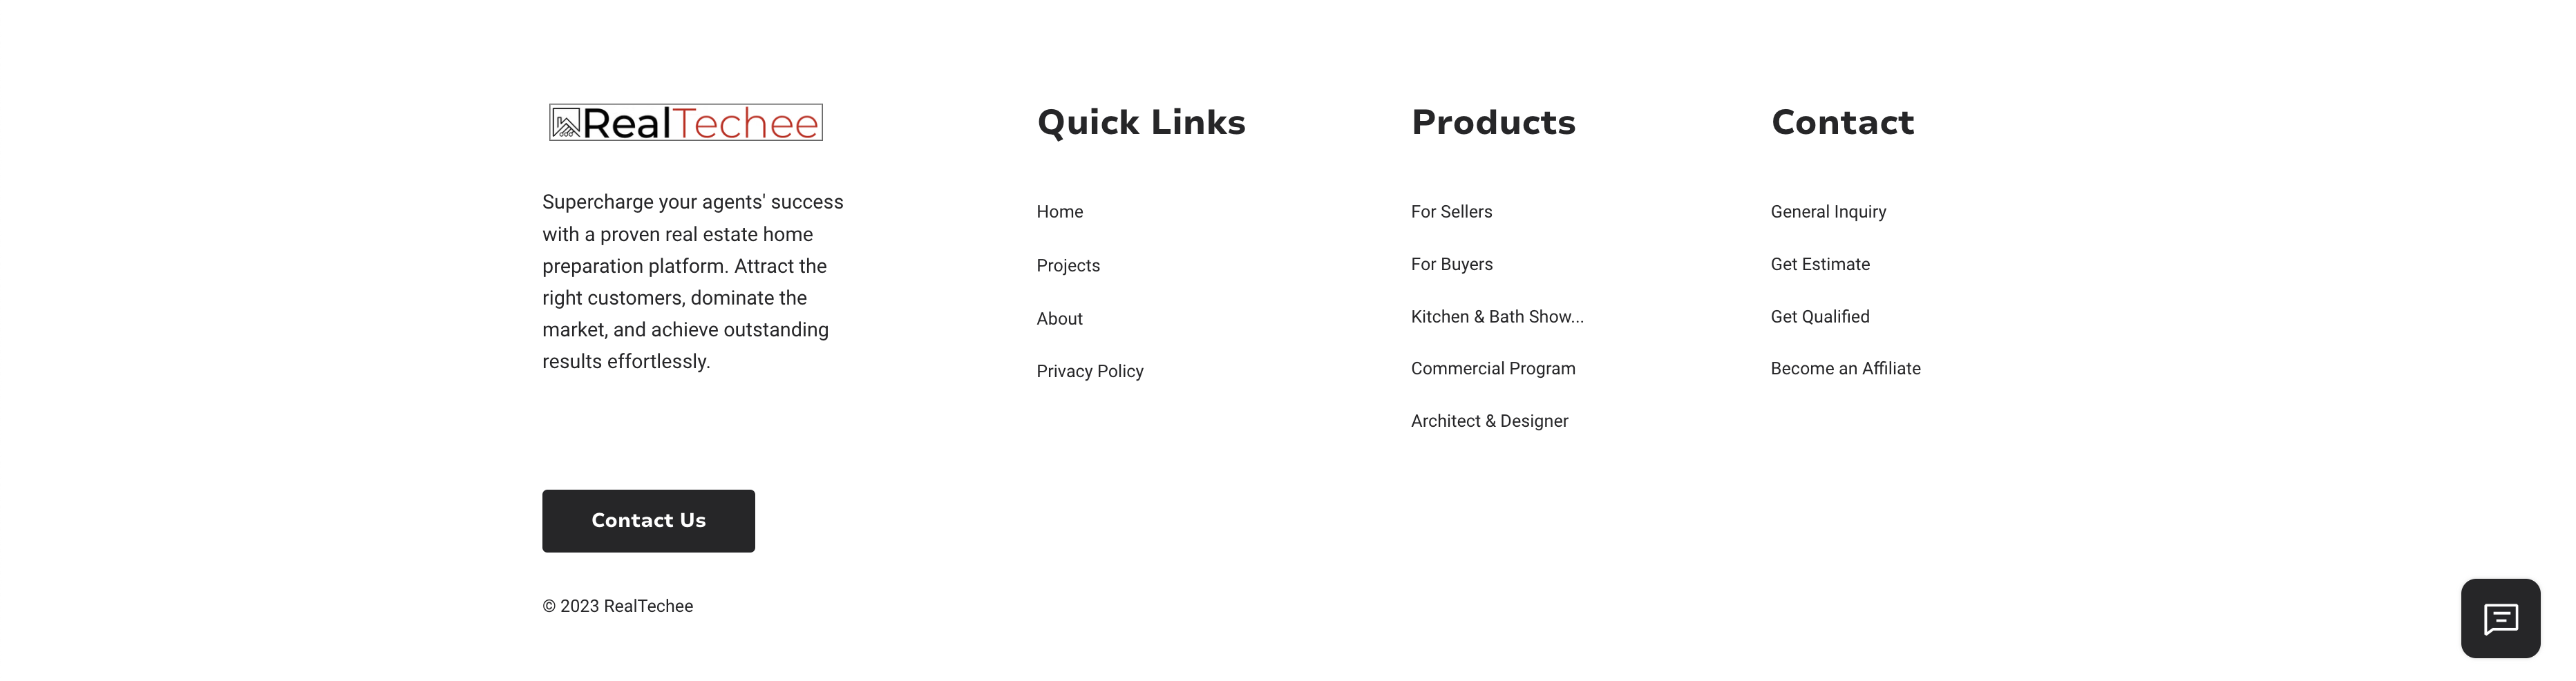 RealTechee
Supercharge your agents' success
with a proven real estate home
preparation platform. Attract the
right customers, dominate the
market, and achieve outstanding
results effortlessly.
Contact Us
© 2023 RealTechee
Quick Links
Home
Projects
About
Privacy Policy
Products
For Sellers
For Buyers
Kitchen & Bath Show...
Commercial Program
Architect & Designer
Contact
General Inquiry
Get Estimate
Get Qualified
Become an Affiliate